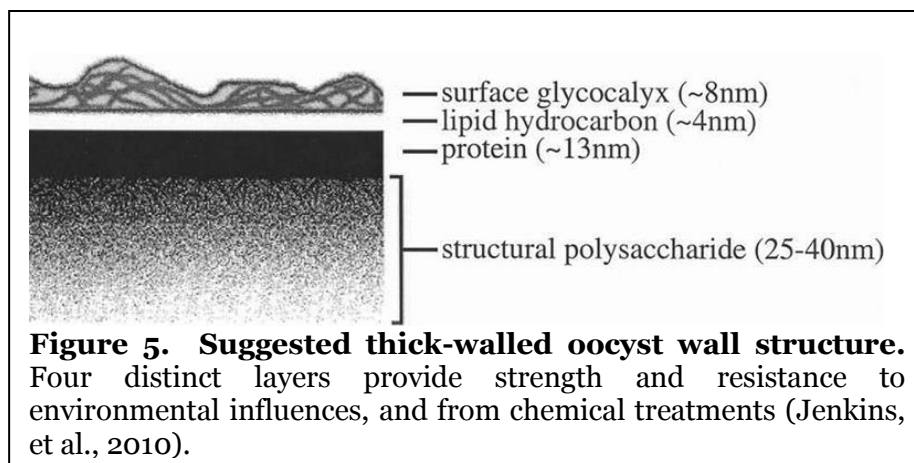 surface glycocalyx (~8nm)
lipid hydrocarbon (~4nm)
protein (~13nm)
structural polysaccharide (25-40nm)
Figure 5. Suggested thick-walled oocyst wall structure.
Four distinct layers provide strength and resistance to
environmental influences, and from chemical treatments (Jenkins,
et al., 2010).